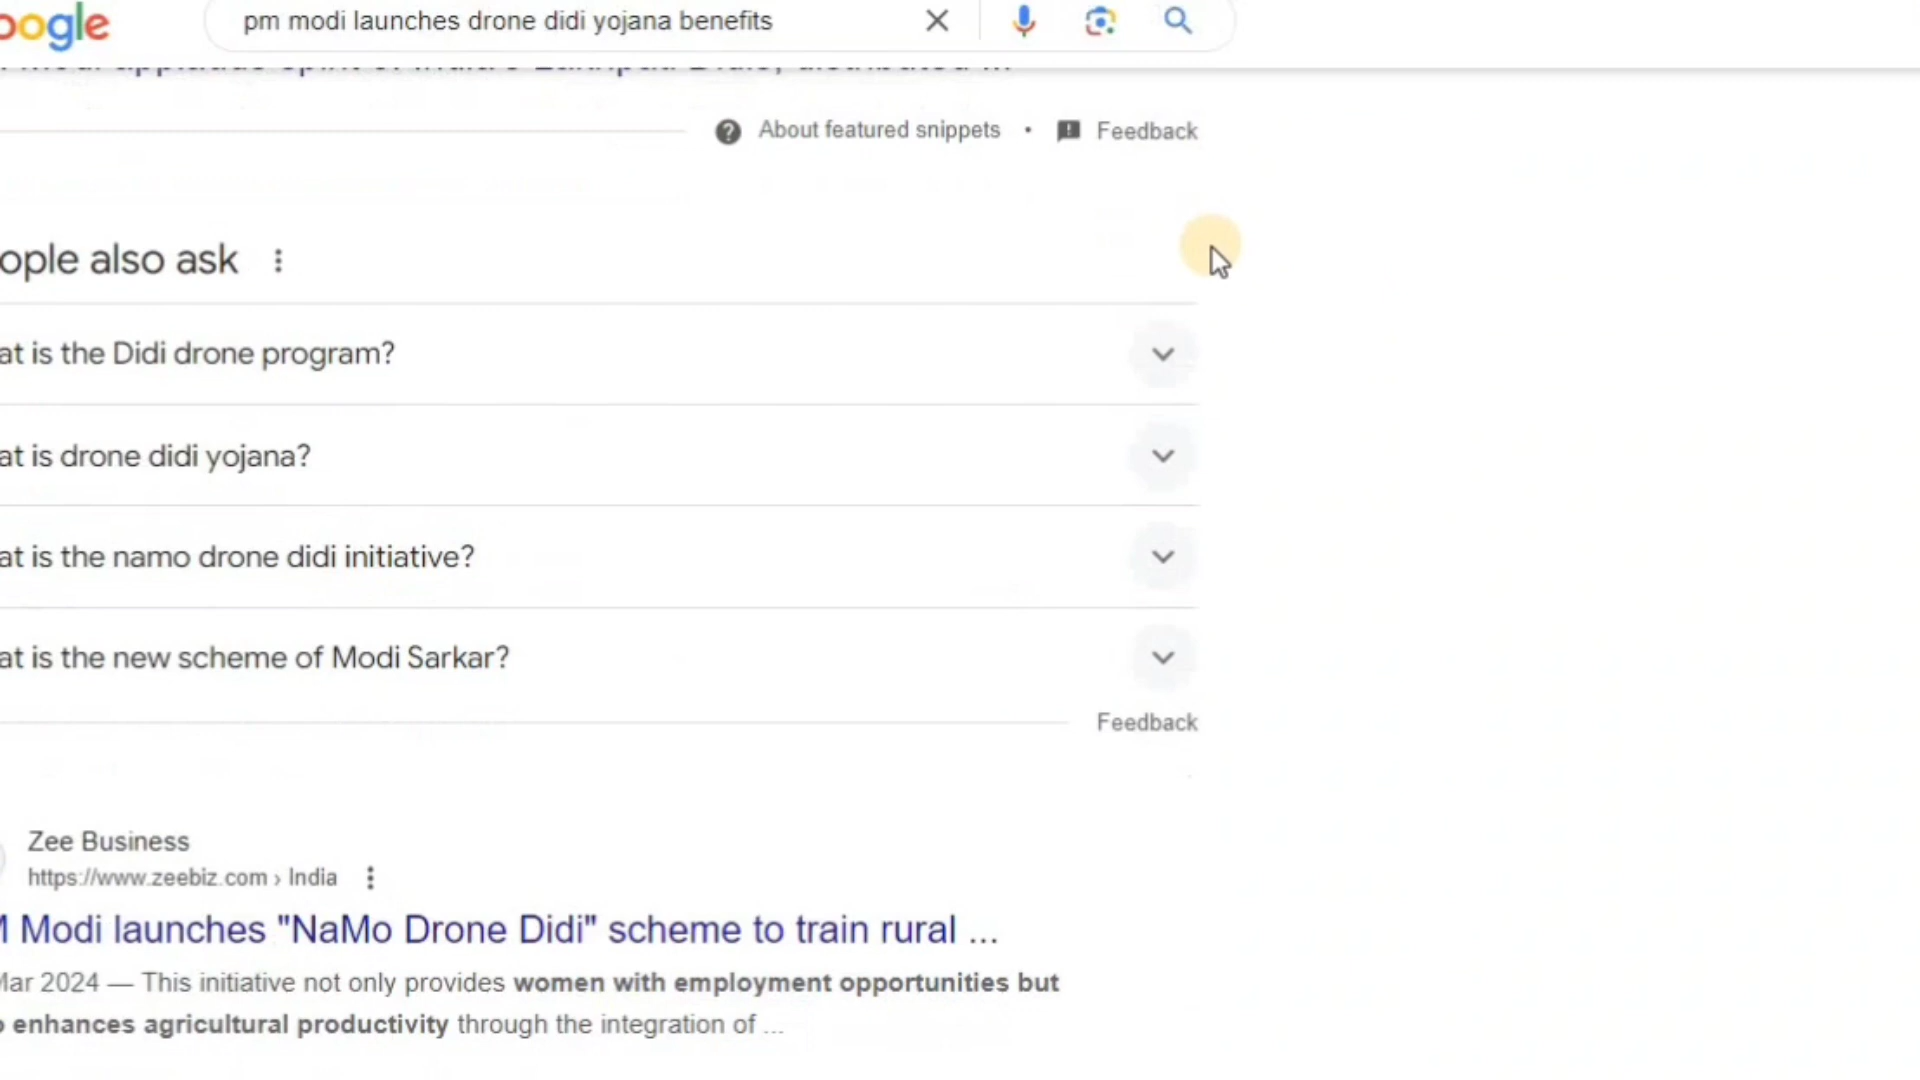 oogle
pm modi launches drone didi yojana benefits
About featured snippets • Feedback
ople also ask
at is the Didi drone program?
at is drone didi yojana?
at is the namo drone didi initiative?
at is the new scheme of Modi Sarkar?
Feedback
Zee Business
https://www.zeebiz.com › India
Modi launches "NaMo Drone Didi" scheme to train rural ...
Mar 2024 — This initiative not only provides women with employment opportunities but
enhances agricultural productivity through the integration of ...